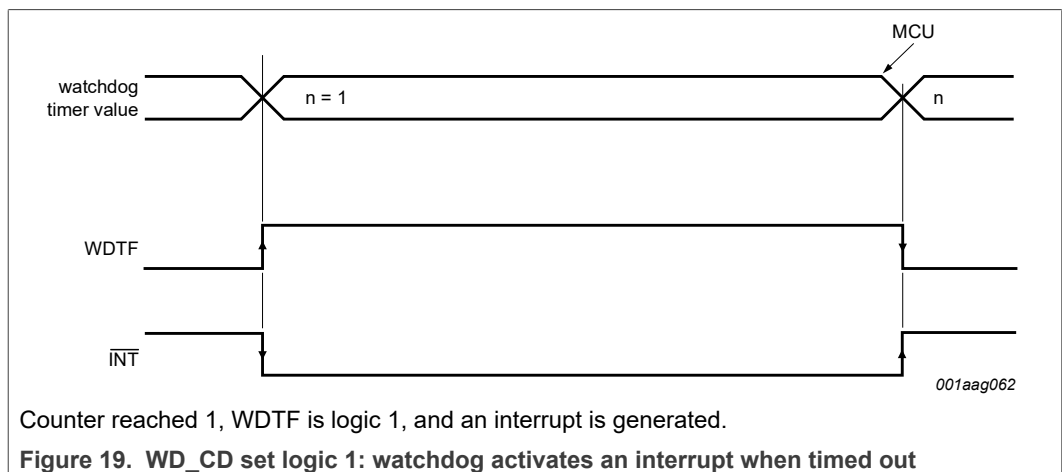 MCU
watchdog
timer value
n = 1
n
WDTF
INT
001aag062
Counter reached 1, WDTF is logic 1, and an interrupt is generated.
Figure 19. WD_CD set logic 1: watchdog activates an interrupt when timed out